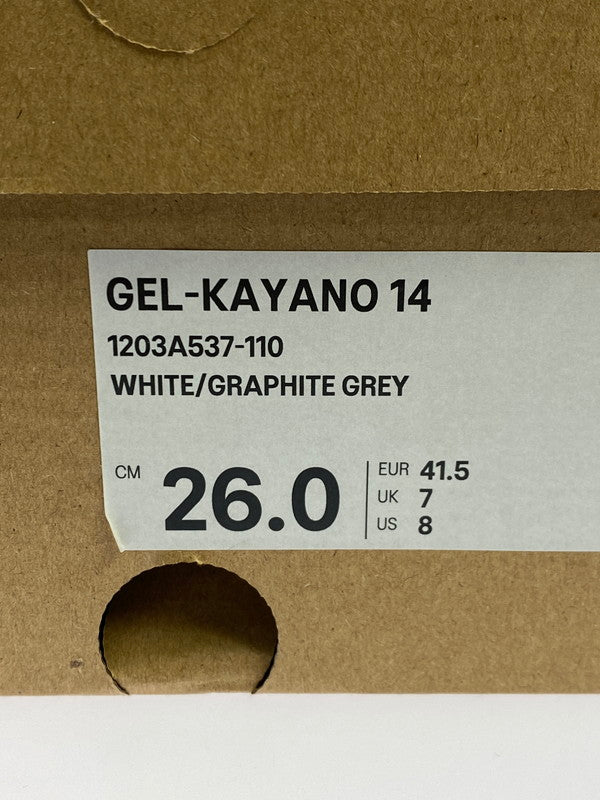 GEL-KAYANO 14
1203A537-110
WHITE/GRAPHITE GREY
CM 26.0
EUR 41.5
UK 7
US 8